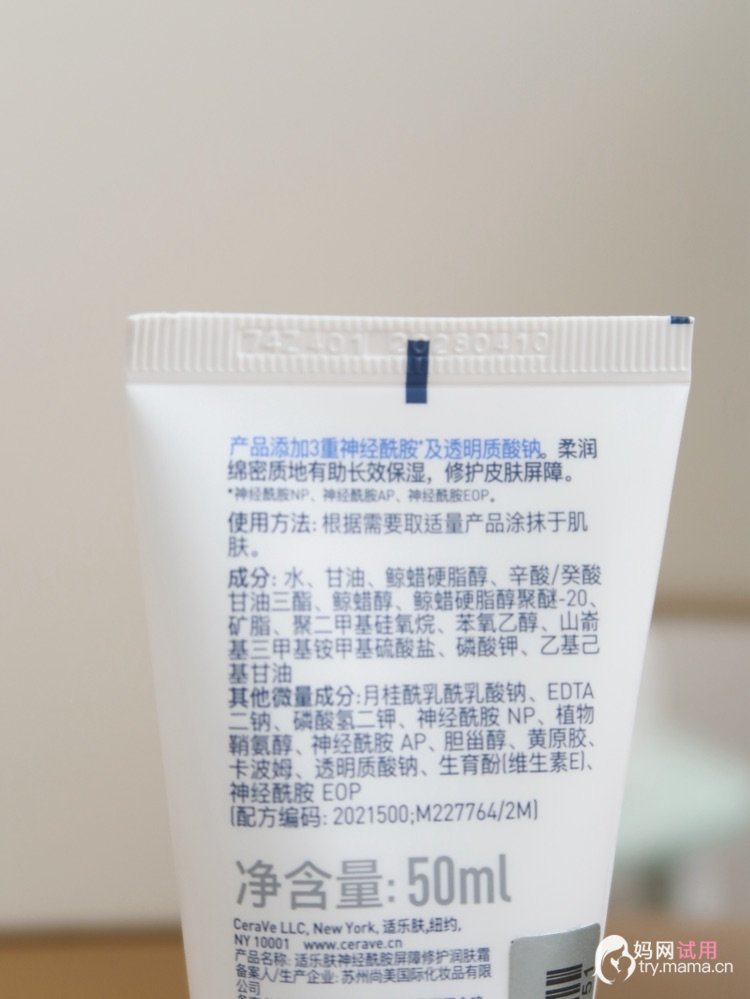 742401 20280410
产品添加3重神经酰胺*及透明质酸钠。柔润
绵密质地有助长效保湿，修护皮肤屏障。
*神经酰胺NP、神经酰胺AP、神经酰胺EOP。
使用方法: 根据需要取适量产品涂抹于肌
肤。
成分: 水、甘油、鲸蜡硬脂醇、辛酸/癸酸
甘油三酯、鲸蜡醇、鲸蜡硬脂醇聚醚-20、
矿脂、聚二甲基硅氧烷、苯氧乙醇、山嵛
基三甲基铵甲基硫酸盐、磷酸钾、乙基己
基甘油
其他微量成分:月桂酰乳酰乳酸钠、EDTA
二钠、磷酸氢二钾、神经酰胺 NP、植物
鞘氨醇、神经酰胺 AP、胆甾醇、黄原胶、
卡波姆、透明质酸钠、生育酚(维生素E)、
神经酰胺 EOP
(配方编码: 2021500;M227764/2M)
净含量: 50ml
CeraVe LLC, New York, 适乐肤,纽约,
NY 10001 www.cerave.cn
产品名称: 适乐肤神经酰胺屏障修护润肤霜
备案人/生产企业: 苏州尚美国际化妆品有限
公司
妈网试用
try.mama.cn